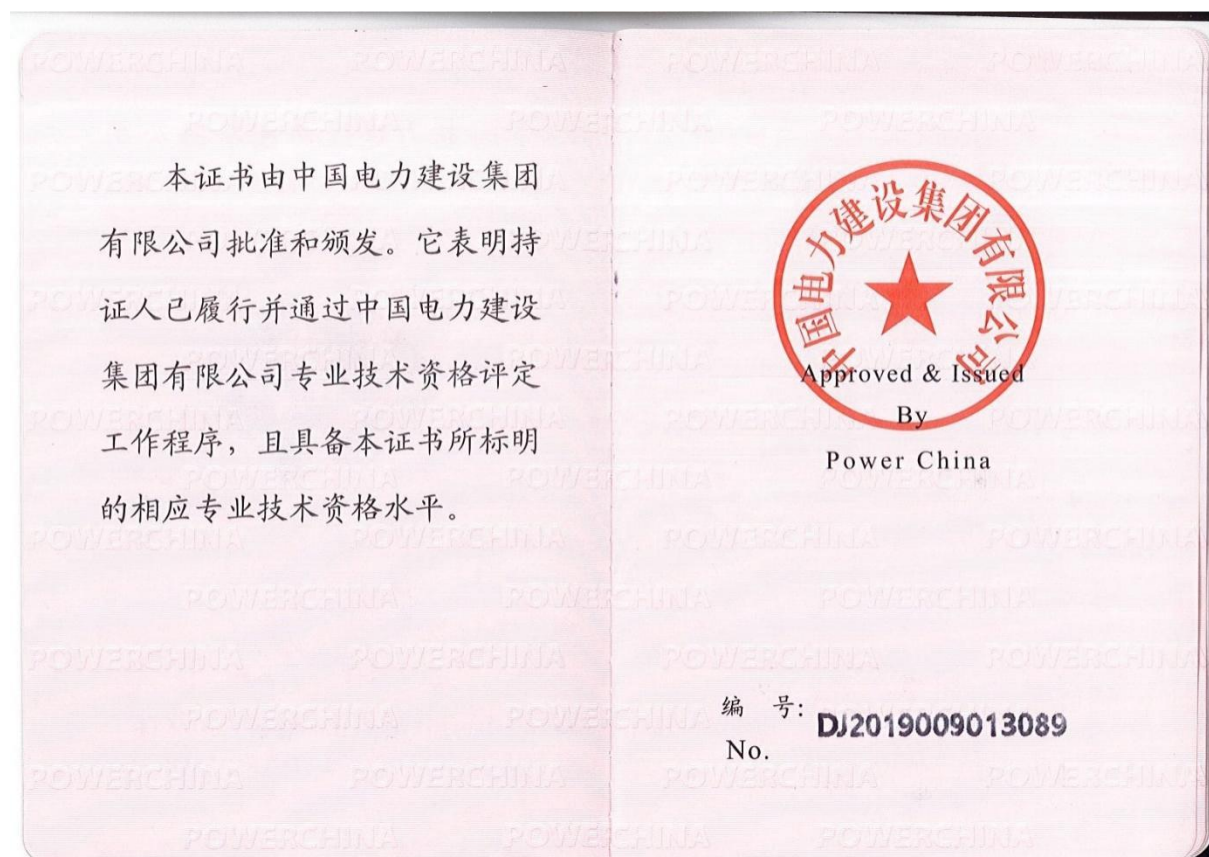 本证书由中国电力建设集团
有限公司批准和颁发。它表明持
证人已履行并通过中国电力建设
集团有限公司专业技术资格评定
工作程序，且具备本证书所标明
的相应专业技术资格水平。
中国电力建设集团有限公司
Approved & Issued
By
Power China
编 号: DJ2019009013089
No.
POWERCHINA